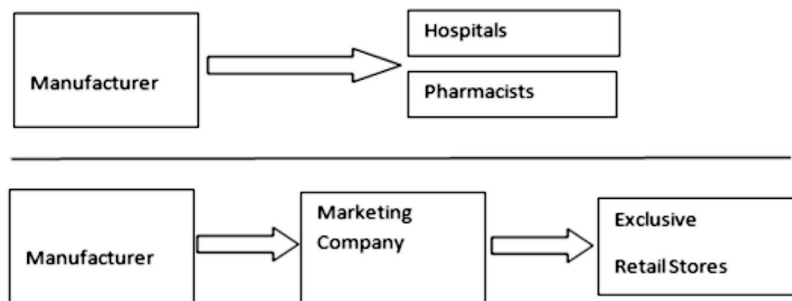 Hospitals
Manufacturer
Pharmacists
Marketing
Company
Exclusive
Manufacturer
Retail Stores